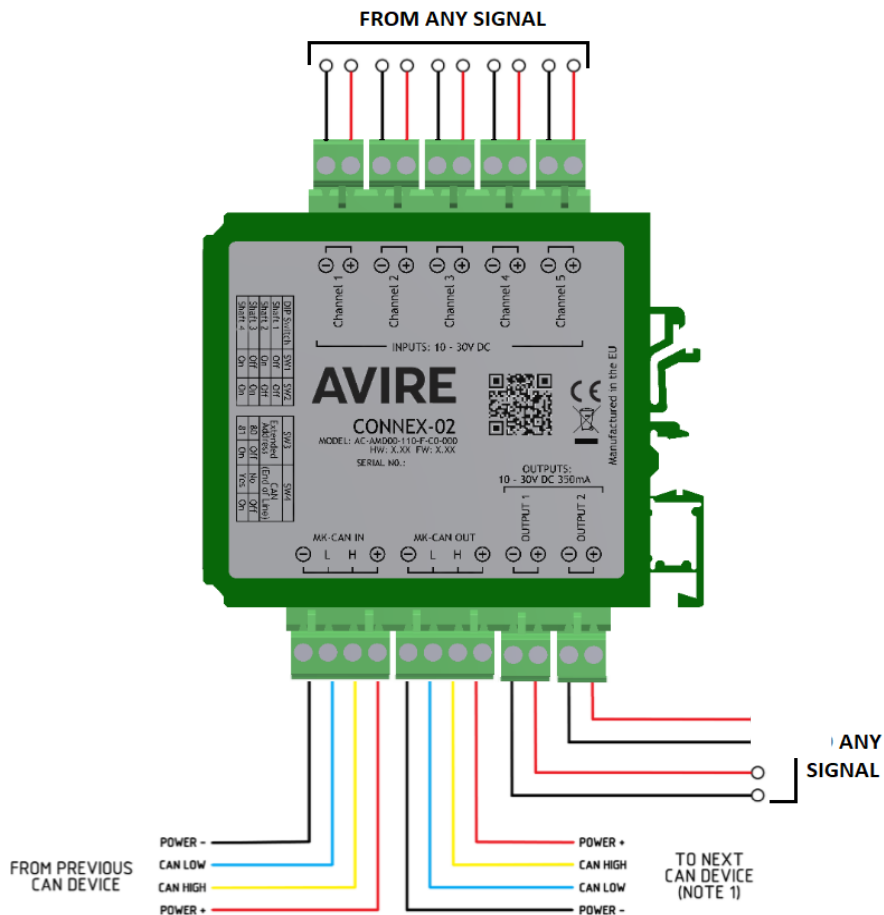 FROM ANY SIGNAL
Channel 1
Channel 2
Channel 3
Channel 4
Channel 5
INPUTS: 10 - 30V DC
DIP Switch SW1 SW2
Shaft 1 Off Off
Shaft 2 On Off
Shaft 3 Off On
Shaft 4 On On
SW3 SW4
Extended Address CAN (End of Line)
80 Off No Off
81 On Yes On
AVIRE
CONNEX-02
MODEL: AC-AMD00-110-F-C0-000
HW: X.XX FW: X.XX
SERIAL NO.:
CE
Manufactured in the EU
OUTPUTS:
10 - 30V DC 350mA
OUTPUT 1
OUTPUT 2
MK-CAN IN
- L H +
MK-CAN OUT
- L H +
ANY
SIGNAL
FROM PREVIOUS
CAN DEVICE
POWER -
CAN LOW
CAN HIGH
POWER +
POWER +
CAN HIGH
CAN LOW
POWER -
TO NEXT
CAN DEVICE
(NOTE 1)